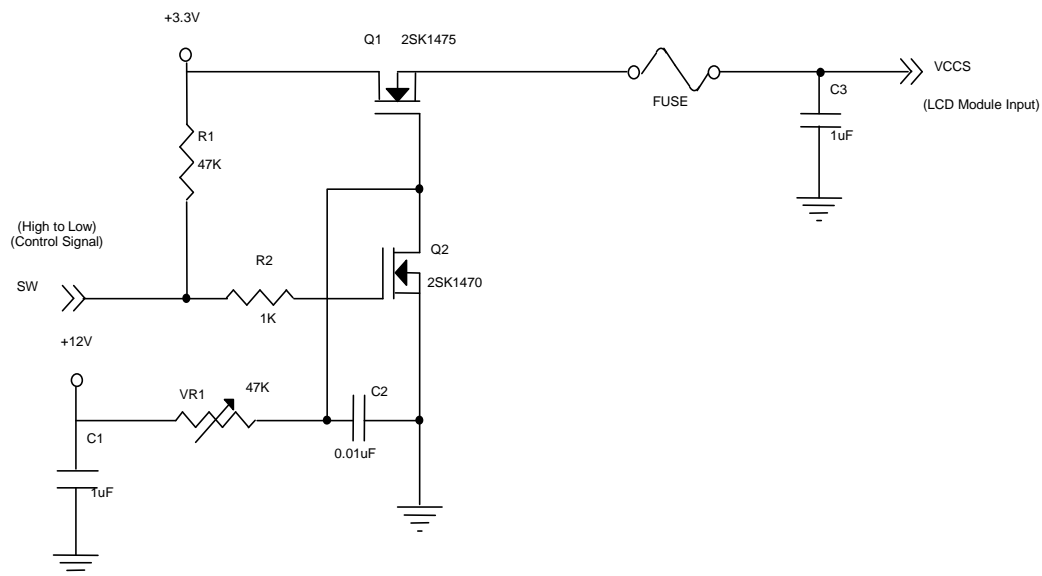 +3.3V
Q1 2SK1475
VCCS
FUSE
C3
(LCD Module Input)
1uF
R1
47K
(High to Low)
(Control Signal)
Q2
R2
SW
2SK1470
1K
+12V
VR1
47K
C2
C1
0.01uF
1uF